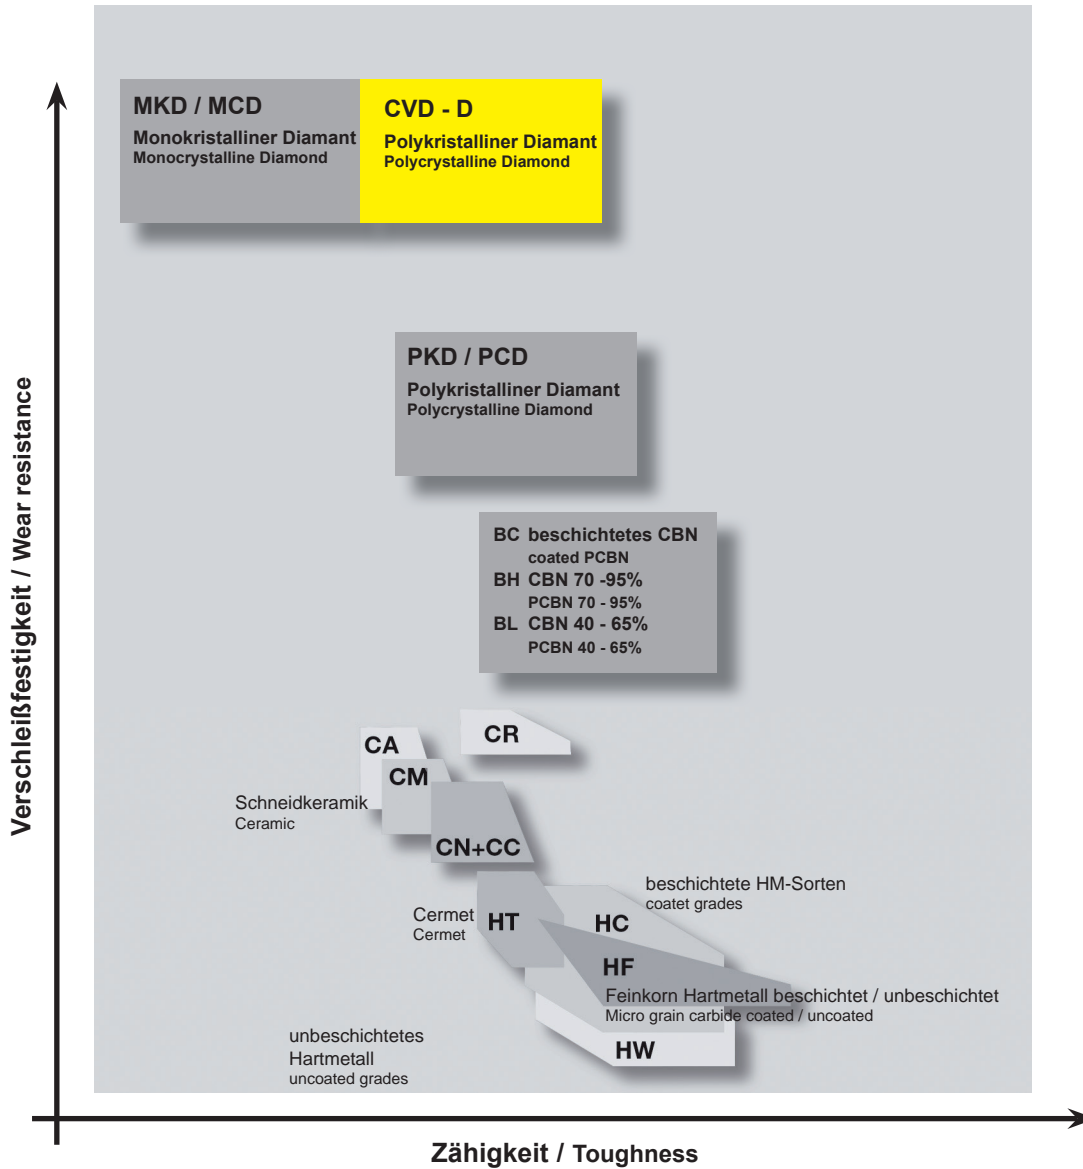 MKD / MCD
Monokristalliner Diamant
Monocrystalline Diamond
CVD - D
Polykristalliner Diamant
Polycrystalline Diamond
PKD / PCD
Polykristalliner Diamant
Polycrystalline Diamond
BC beschichtetes CBN
coated PCBN
BH CBN 70 -95%
PCBN 70 - 95%
BL CBN 40 - 65%
PCBN 40 - 65%
CR
CA
CM
Schneidkeramik
Ceramic
CN+CC
beschichtete HM-Sorten
coatet grades
Cermet
Cermet
HT
HC
HF
Feinkorn Hartmetall beschichtet / unbeschichtet
Micro grain carbide coated / uncoated
unbeschichtetes
Hartmetall
uncoated grades
HW
Verschleißfestigkeit / Wear resistance
Zähigkeit / Toughness